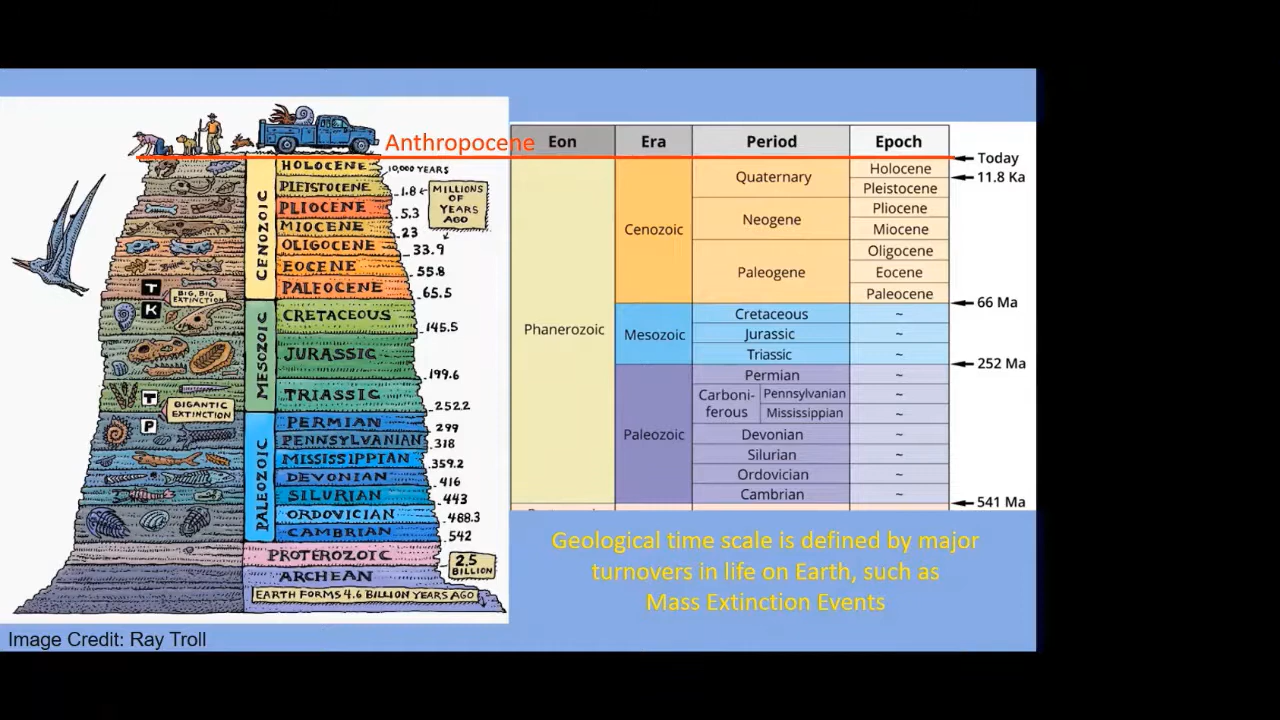 Anthropocene
HOLOCENE
10,000 YEARS
PLEISTOCENE
1.8
MILLIONS
OF
YEARS
AGO
PLIOCENE
5.3
MIOCENE
23
OLIGOCENE
33.9
EOCENE
55.8
PALEOCENE
65.5
CENOZOIC
T
BIG, BIG
EXTINCTION
K
CRETACEOUS
145.5
JURASSIC
199.6
TRIASSIC
252.2
MESOZOIC
T
GIGANTIC
EXTINCTION
P
PERMIAN
299
PENNSYLVANIAN
318
MISSISSIPPIAN
359.2
DEVONIAN
416
SILURIAN
443
ORDOVICIAN
488.3
CAMBRIAN
542
PALEOZOIC
PROTEROZOIC
2.5
BILLION
ARCHEAN
EARTH FORMS 4.6 BILLION YEARS AGO
Image Credit: Ray Troll
Eon Era Period Epoch
Today
11.8 Ka
Phanerozoic
Cenozoic
Quaternary
Holocene
Pleistocene
Neogene
Pliocene
Miocene
Paleogene
Oligocene
Eocene
Paleocene
66 Ma
Mesozoic
Cretaceous ~
Jurassic ~
Triassic ~
252 Ma
Paleozoic
Permian ~
Carboni-
ferous
Pennsylvanian ~
Mississippian ~
Devonian ~
Silurian ~
Ordovician ~
Cambrian ~
541 Ma
Geological time scale is defined by major
turnovers in life on Earth, such as
Mass Extinction Events